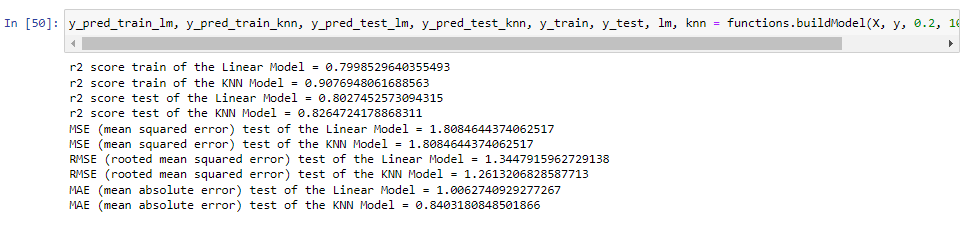 In [50]: y_pred_train_lm, y_pred_train_knn, y_pred_test_lm, y_pred_test_knn, y_train, y_test, lm, knn = functions.buildModel(X, y, 0.2, 10
r2 score train of the Linear Model = 0.7998529640355493
r2 score train of the KNN Model = 0.9076948061688563
r2 score test of the Linear Model = 0.8027452573094315
r2 score test of the KNN Model = 0.8264724178868311
MSE (mean squared error) test of the Linear Model = 1.8084644374062517
MSE (mean squared error) test of the KNN Model = 1.8084644374062517
RMSE (rooted mean squared error) test of the Linear Model = 1.3447915962729138
RMSE (rooted mean squared error) test of the KNN Model = 1.2613206828587713
MAE (mean absolute error) test of the Linear Model = 1.0062740929277267
MAE (mean absolute error) test of the KNN Model = 0.8403180848501866